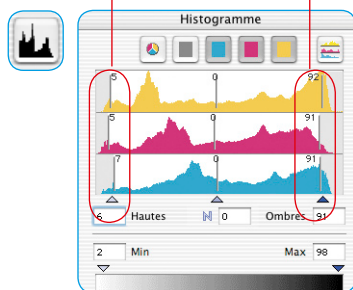 Histogramme
5 0 92
5 0 91
7 0 91
6 Hautes N 0 Ombres 91
2 Min Max 98